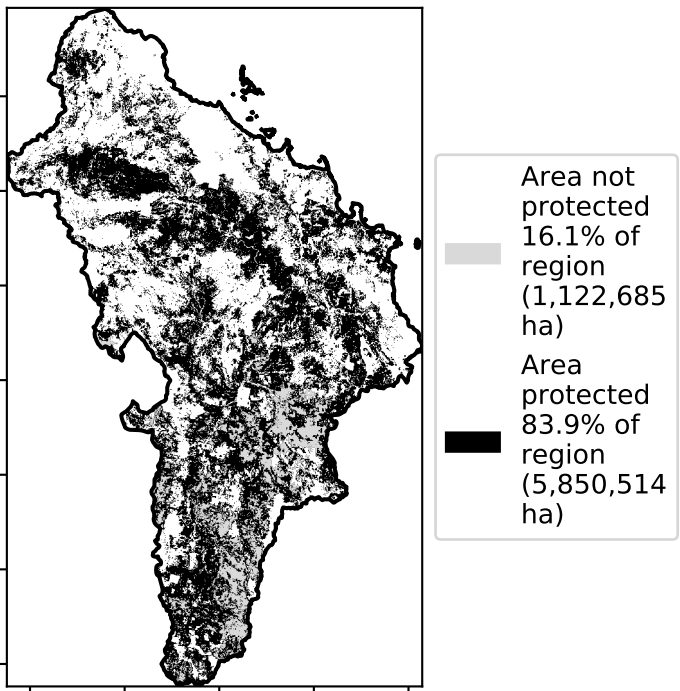 Area not
protected
16.1% of
region
(1,122,685
ha)
Area
protected
83.9% of
region
(5,850,514
ha)